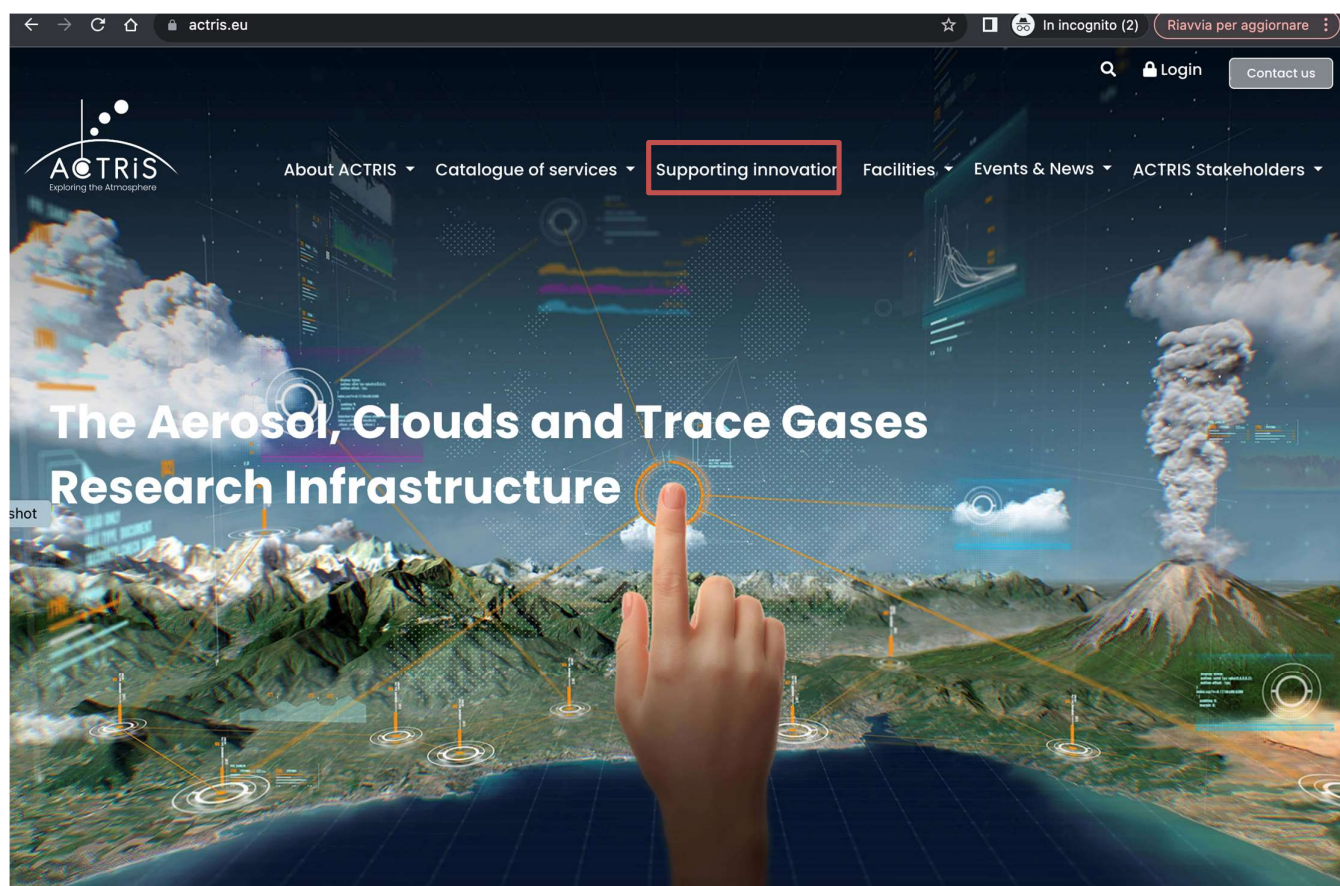 actris.eu
In incognito (2)
Riavvia per aggiornare
Login
Contact us
ACTRiS
Exploring the Atmosphere
About ACTRIS
Catalogue of services
Supporting innovation
Facilities
Events & News
ACTRIS Stakeholders
The Aerosol, Clouds and Trace Gases
Research Infrastructure
shot